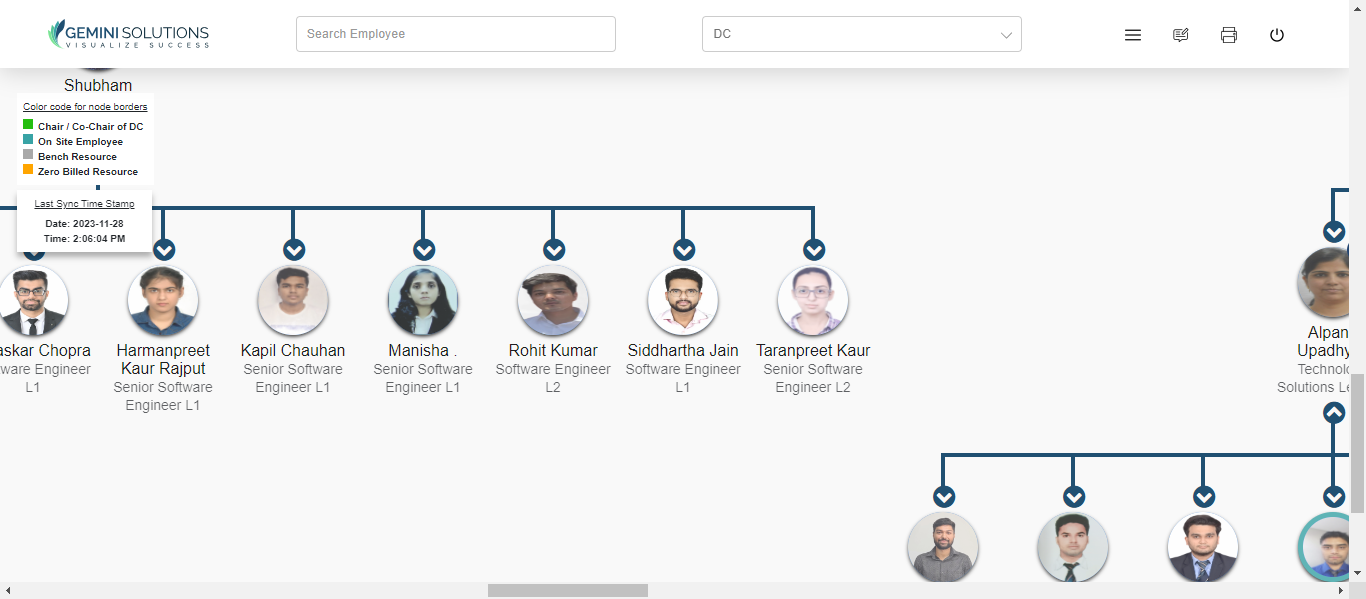 GEMINI SOLUTIONS
VISUALIZE SUCCESS
Search Employee
DC
Shubham
Color code for node borders
Chair / Co-Chair of DC
On Site Employee
Bench Resource
Zero Billed Resource
Last Sync Time Stamp
Date: 2023-11-28
Time: 2:06:04 PM
askar Chopra
ware Engineer
L1
Harmanpreet
Kaur Rajput
Senior Software
Engineer L1
Kapil Chauhan
Senior Software
Engineer L1
Manisha .
Senior Software
Engineer L1
Rohit Kumar
Software Engineer
L2
Siddhartha Jain
Software Engineer
L1
Taranpreet Kaur
Senior Software
Engineer L2
Alpan
Upadhy
Technolo
Solutions Le